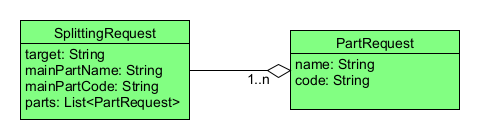 SplittingRequest
target: String
mainPartName: String
mainPartCode: String
parts: List<PartRequest>
1..n
PartRequest
name: String
code: String